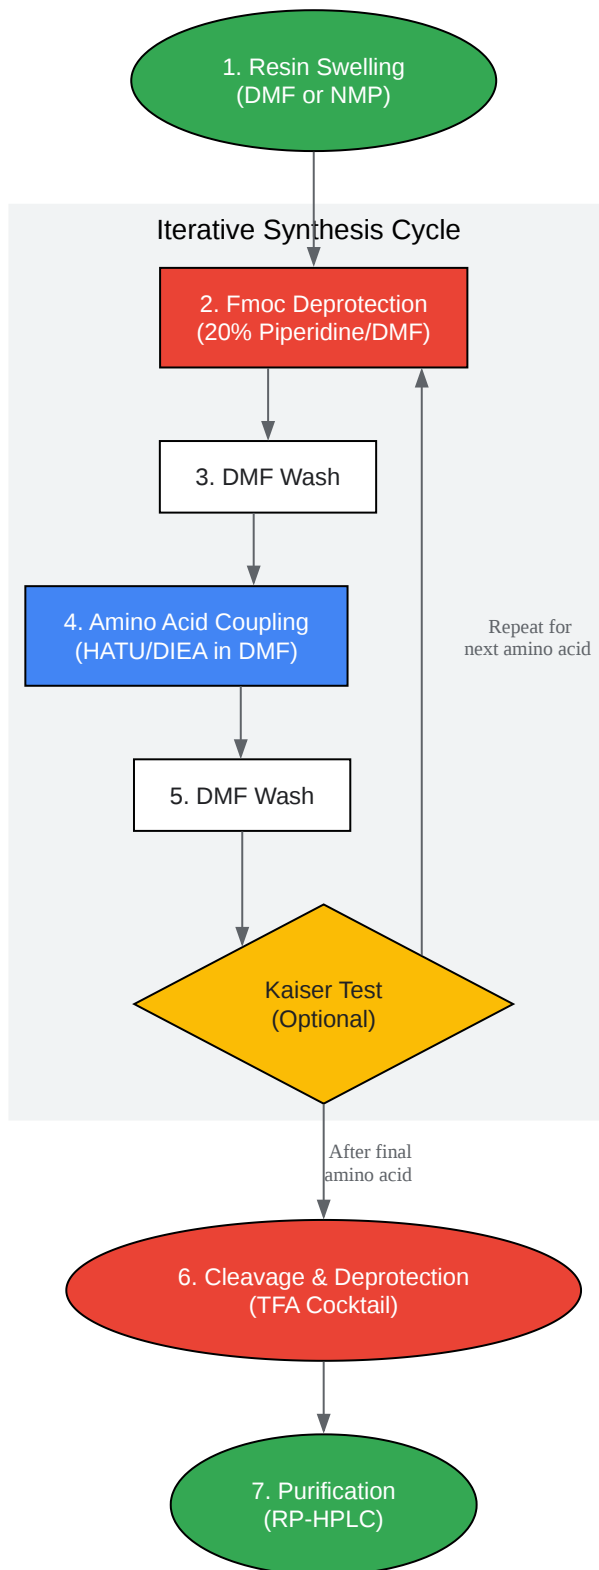 1. Resin Swelling
(DMF or NMP)
Iterative Synthesis Cycle
2. Fmoc Deprotection
(20% Piperidine/DMF)
3. DMF Wash
4. Amino Acid Coupling
(HATU/DIEA in DMF)
Repeat for
next amino acid
5. DMF Wash
Kaiser Test
(Optional)
After final
amino acid
6. Cleavage & Deprotection
(TFA Cocktail)
7. Purification
(RP-HPLC)